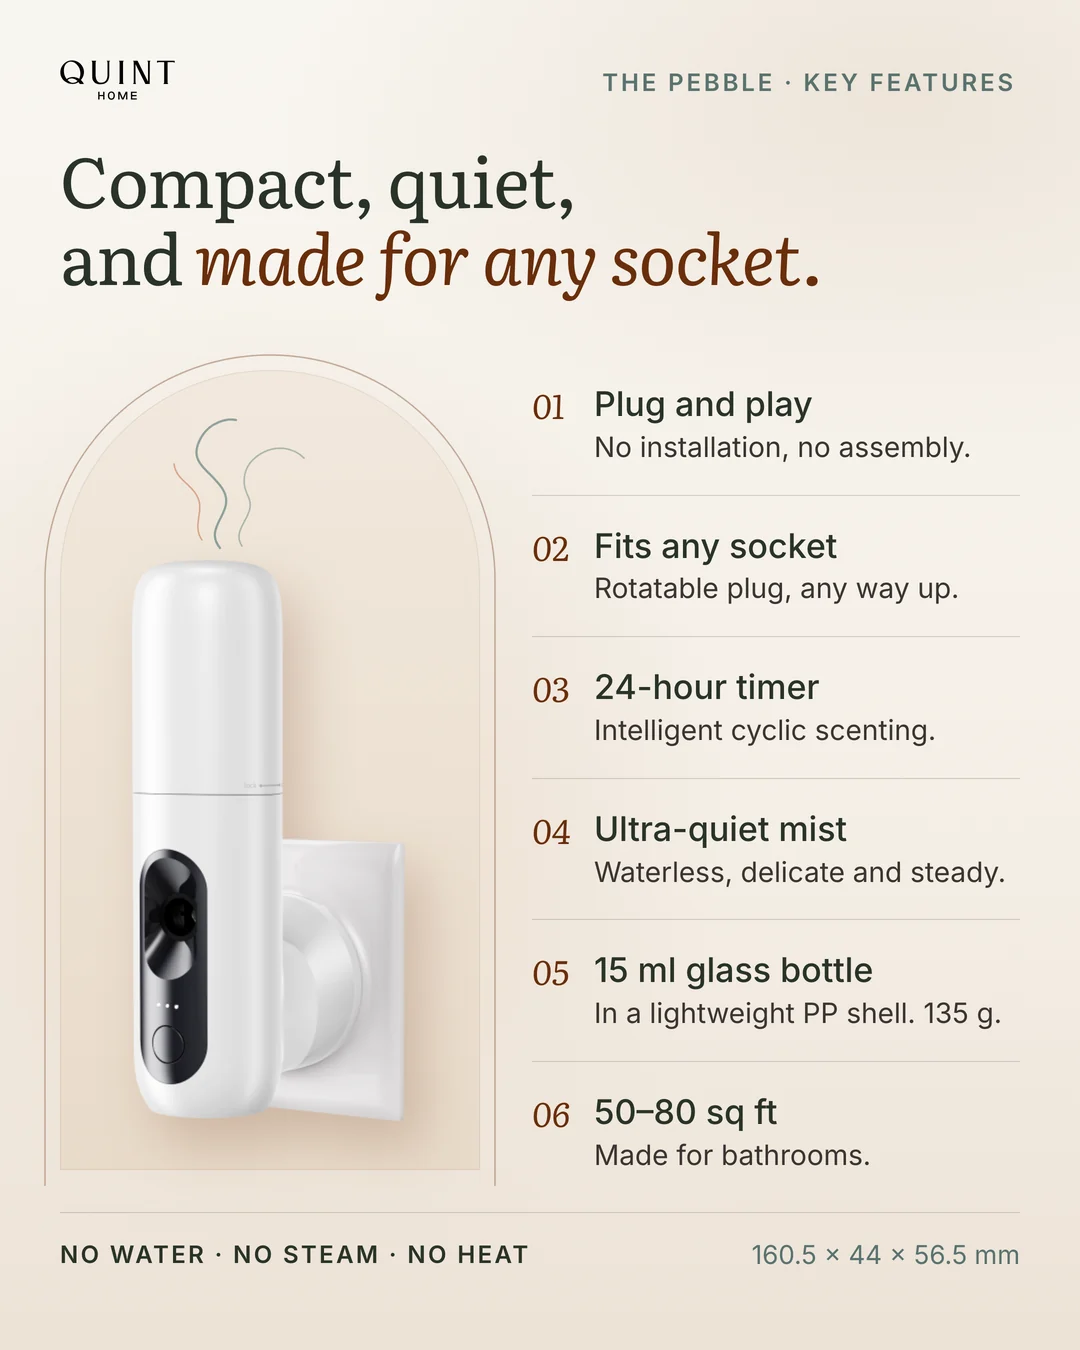 QUINT
HOME
THE PEBBLE · KEY FEATURES
Compact, quiet,
and made for any socket.
01 Plug and play
No installation, no assembly.
02 Fits any socket
Rotatable plug, any way up.
03 24-hour timer
Intelligent cyclic scenting.
04 Ultra-quiet mist
Waterless, delicate and steady.
05 15 ml glass bottle
In a lightweight PP shell. 135 g.
06 50–80 sq ft
Made for bathrooms.
NO WATER · NO STEAM · NO HEAT
160.5 × 44 × 56.5 mm